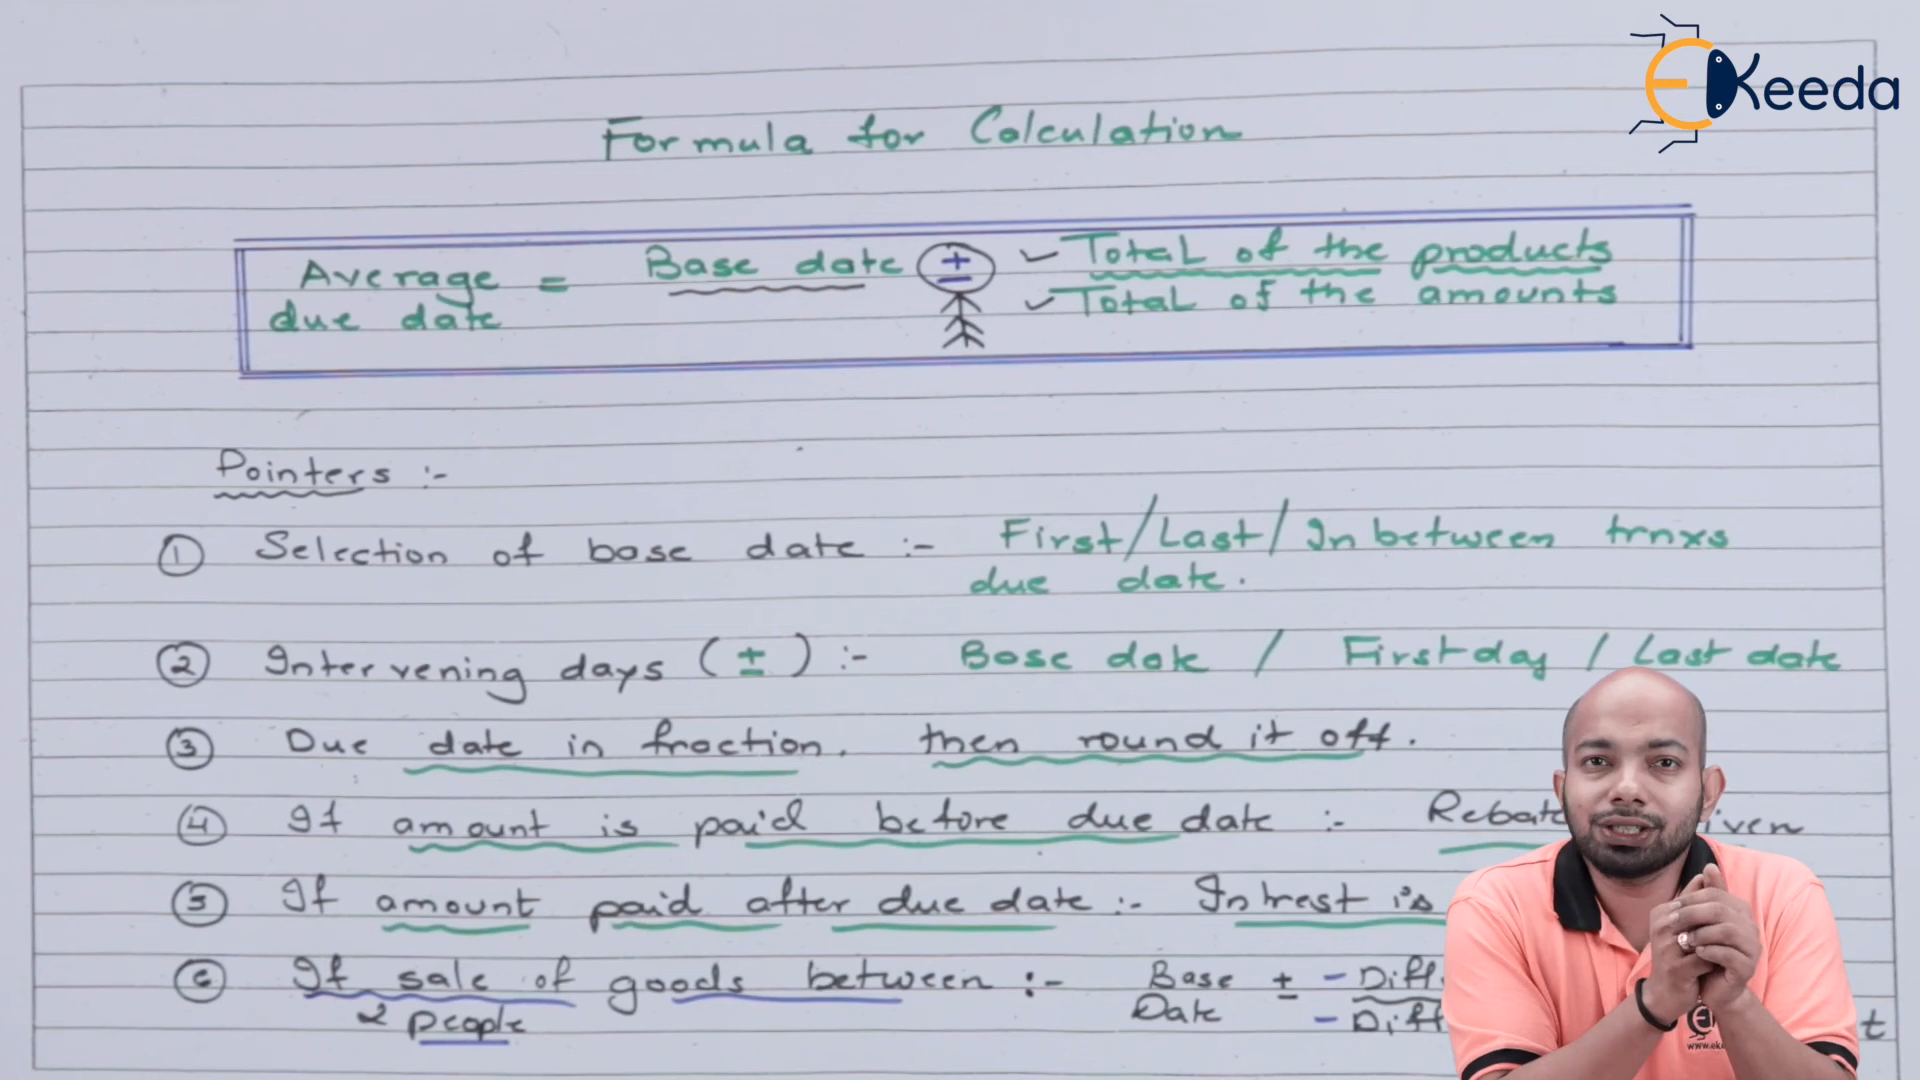 EKeeda
Formula for Calculation
Average due date = Base date ± Total of the products
Total of the amounts
Pointers :-
① Selection of base date :- First/Last/Inbetween trnxs
due date.
② Intervening days (±) :- Base date / First day / Last date
③ Due date in fraction. then round it off.
④ If amount is paid before due date :- Rebate iven
⑤ If amount paid after due date :- Intrest is
⑥ If sale of goods between :- Base Date ± - Diff
2 people - Diff t